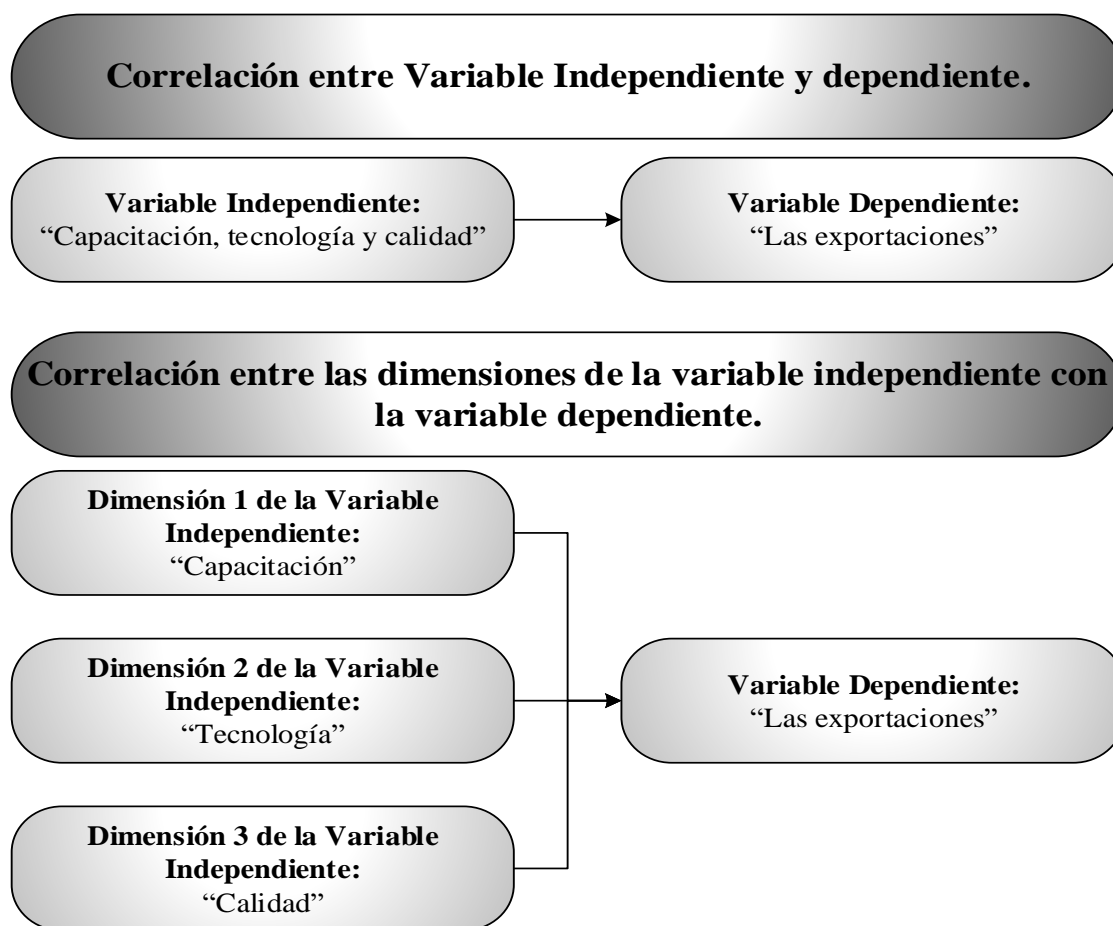 Correlación entre Variable Independiente y dependiente.
Variable Independiente:
“Capacitación, tecnología y calidad”
Variable Dependiente:
“Las exportaciones”
Correlación entre las dimensiones de la variable independiente con
la variable dependiente.
Dimensión 1 de la Variable
Independiente:
“Capacitación”
Dimensión 2 de la Variable
Independiente:
“Tecnología”
Variable Dependiente:
“Las exportaciones”
Dimensión 3 de la Variable
Independiente:
“Calidad”